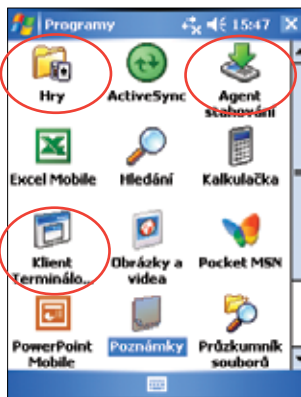 Programy 15:47
Hry ActiveSync Agent stahování
Excel Mobile Hledání Kalkulačka
Klient Terminálo... Obrázky a videa Pocket MSN
PowerPoint Mobile Poznámky Průzkumník souborů